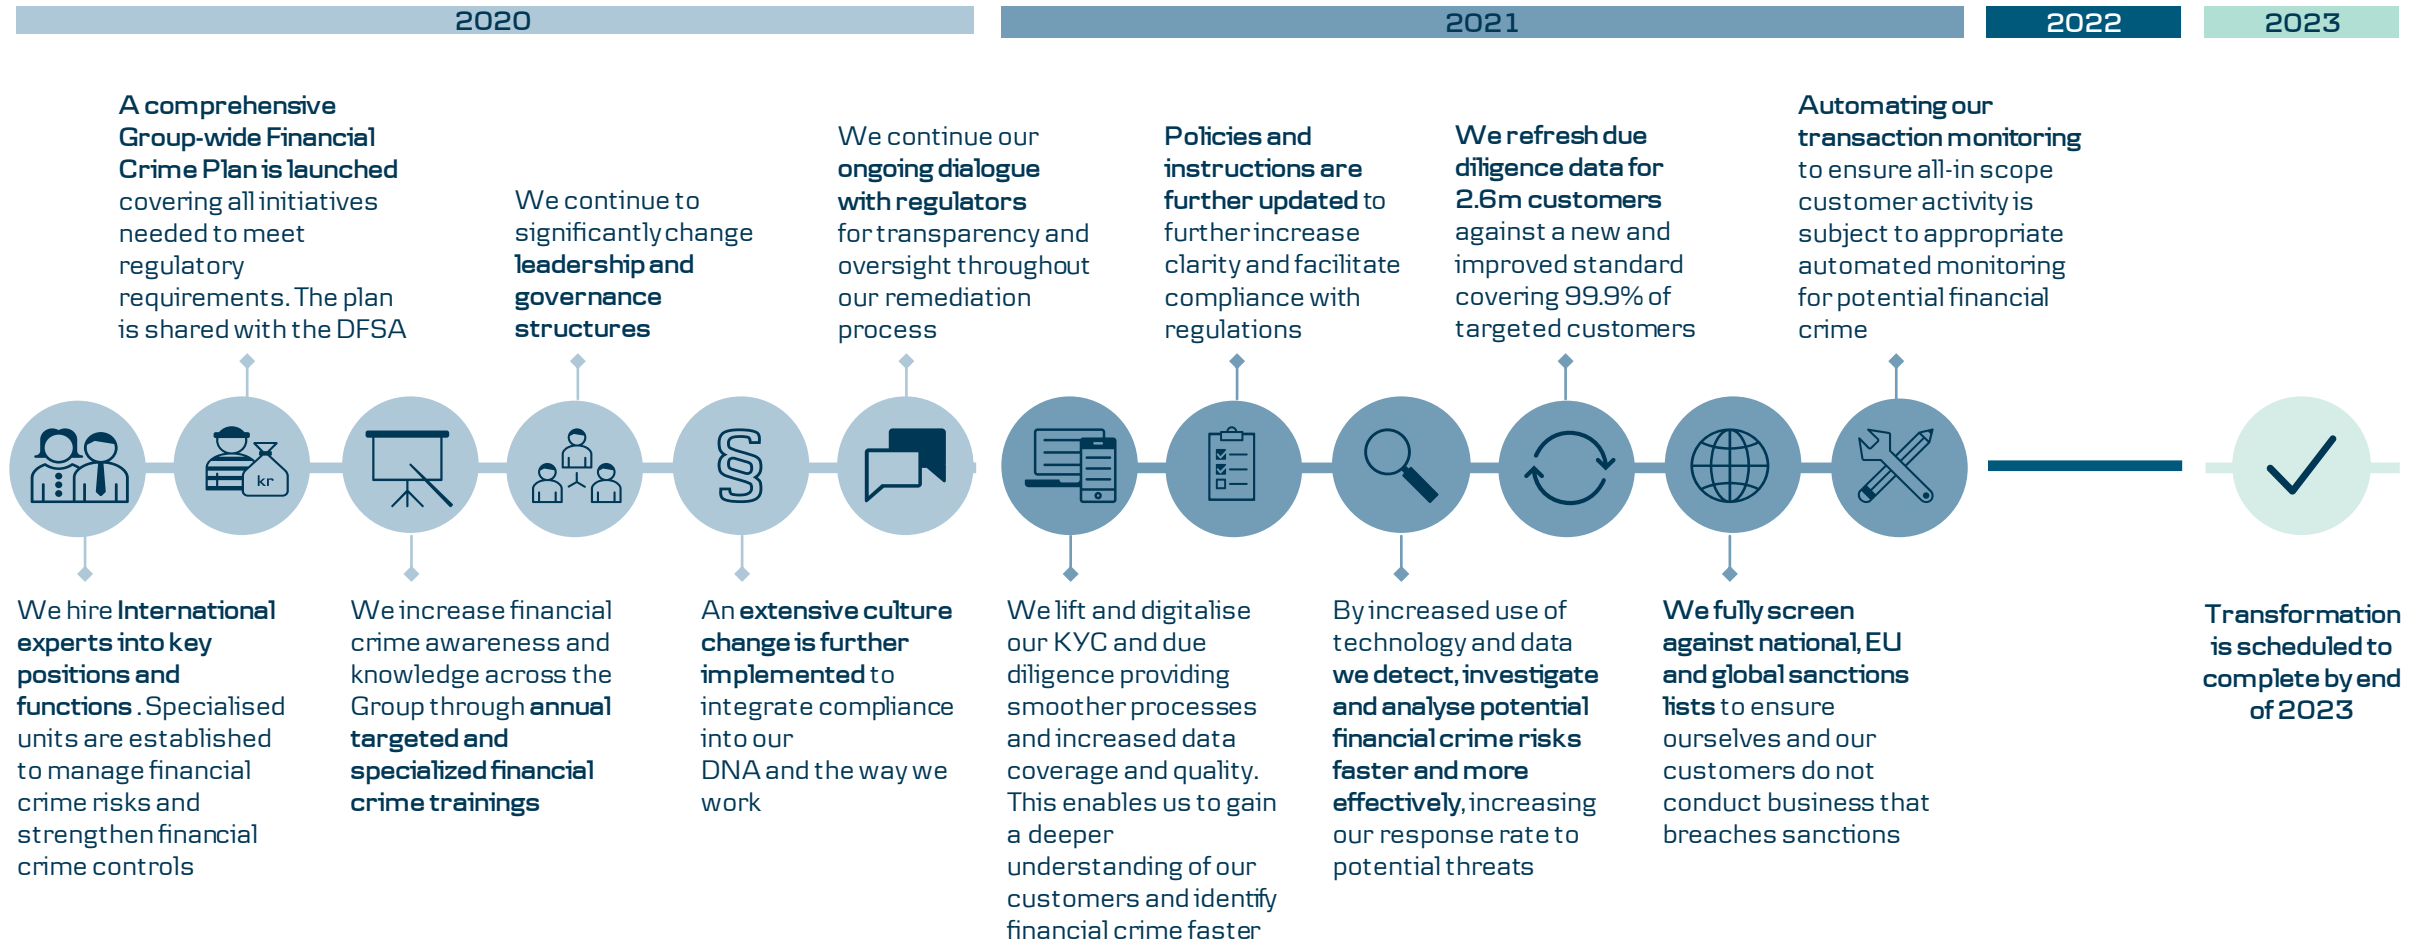 2020
2021
2022
2023
We hire International
experts into key
positions and
functions . Specialised
units are established
to manage financial
crime risks and
strengthen financial
crime controls
A comprehensive
Group-wide Financial
Crime Plan is launched
covering all initiatives
needed to meet
regulatory
requirements. The plan
is shared with the DFSA
kr
We increase financial
crime awareness and
knowledge across the
Group through annual
targeted and
specialized financial
crime trainings
We continue to
significantly change
leadership and
governance
structures
§
An extensive culture
change is further
implemented to
integrate compliance
into our
DNA and the way we
work
We continue our
ongoing dialogue
with regulators
for transparency and
oversight throughout
our remediation
process
We lift and digitalise
our KYC and due
diligence providing
smoother processes
and increased data
coverage and quality.
This enables us to gain
a deeper
understanding of our
customers and identify
financial crime faster
Policies and
instructions are
further updated to
further increase
clarity and facilitate
compliance with
regulations
By increased use of
technology and data
we detect, investigate
and analyse potential
financial crime risks
faster and more
effectively, increasing
our response rate to
potential threats
We refresh due
diligence data for
2.6m customers
against a new and
improved standard
covering 99.9% of
targeted customers
We fully screen
against national, EU
and global sanctions
lists to ensure
ourselves and our
customers do not
conduct business that
breaches sanctions
Automating our
transaction monitoring
to ensure all-in scope
customer activity is
subject to appropriate
automated monitoring
for potential financial
crime
Transformation
is scheduled to
complete by end
of 2023